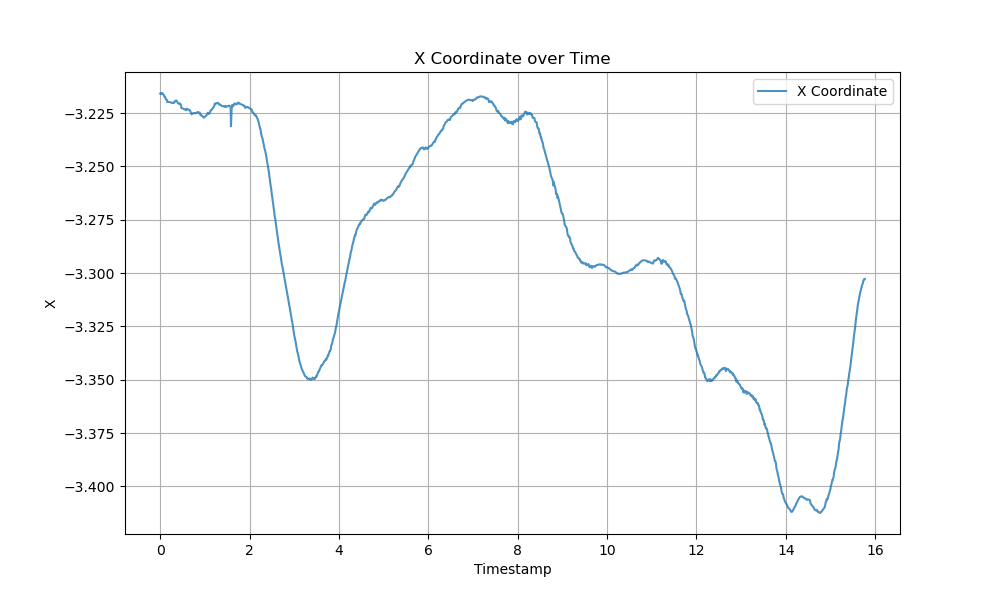 X Coordinate over Time
X Coordinate
X
−3.225
−3.250
−3.275
−3.300
−3.325
−3.350
−3.375
−3.400
0 2 4 6 8 10 12 14 16
Timestamp